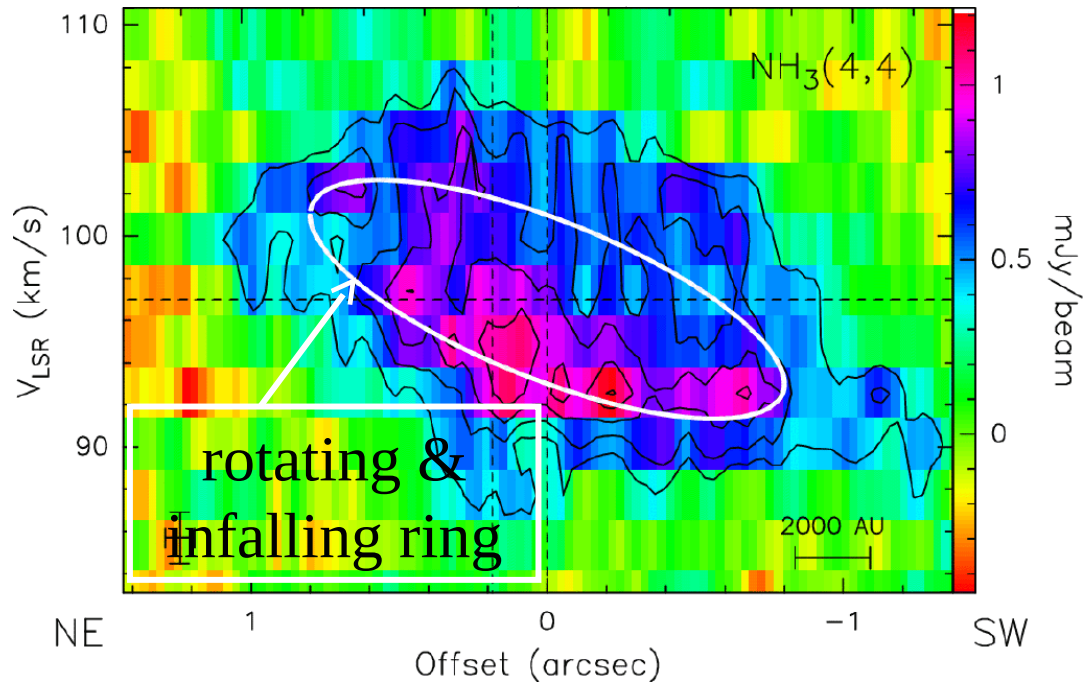 110
100
90
V_LSR (km/s)
NH₃(4,4)
rotating &
infalling ring
2000 AU
1
0.5
0
mJy/beam
1
0
−1
NE
SW
Offset (arcsec)